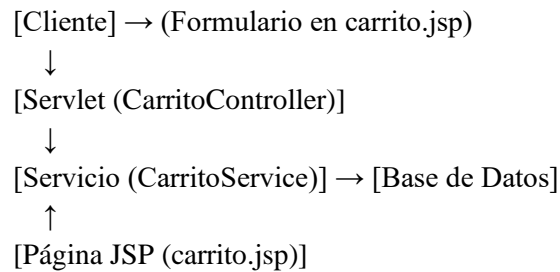 [Cliente] → (Formulario en carrito.jsp)
↓
[Servlet (CarritoController)]
↓
[Servicio (CarritoService)] → [Base de Datos]
↑
[Página JSP (carrito.jsp)]